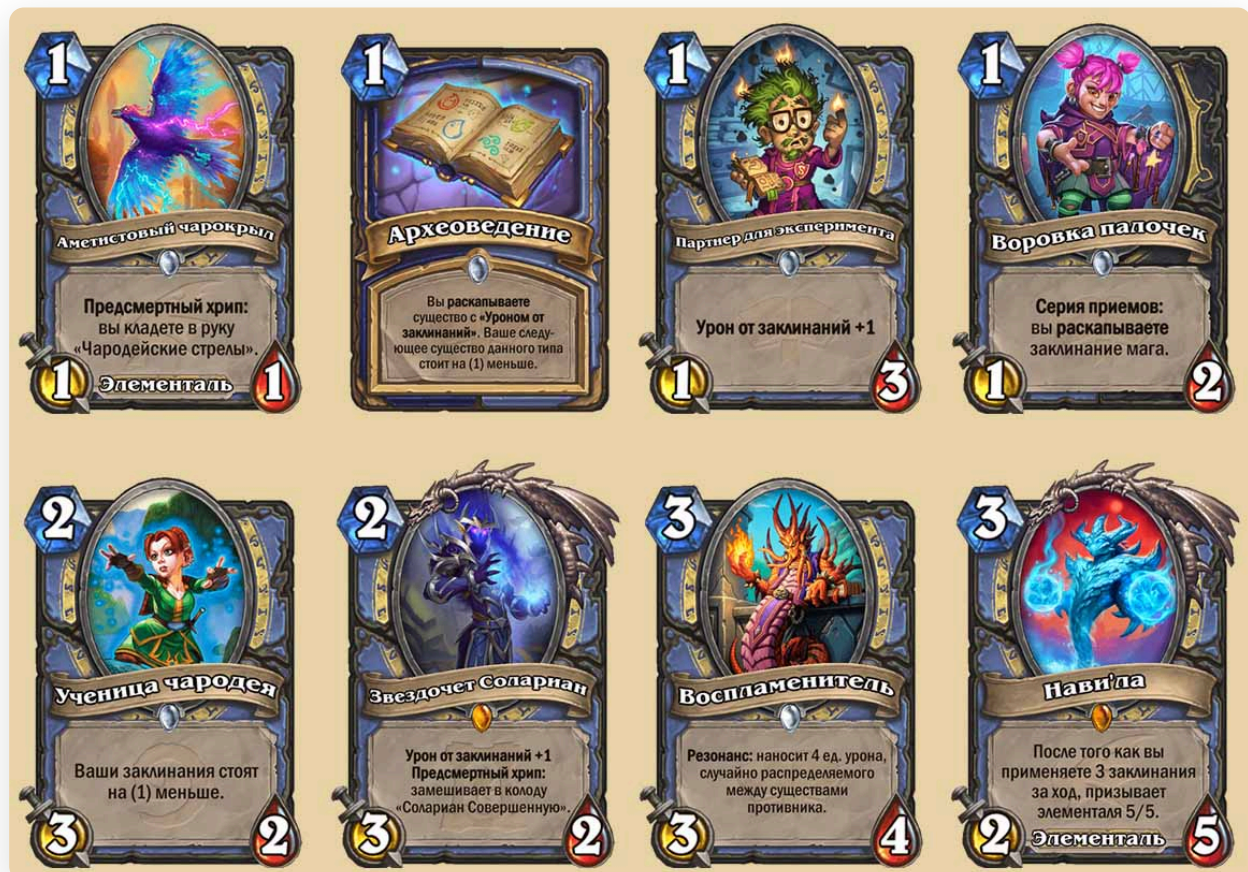 1
Аметистовый чарокрыл
Предсмертный хрип:
вы кладете в руку
«Чародейские стрелы».
1
Элементаль
1
1
Археоведение
Вы раскапываете
существо с «Уроном от
заклинаний». Ваше следу-
ющее существо данного типа
стоит на (1) меньше.
1
Партнер для эксперимента
Урон от заклинаний +1
1
3
1
Воровка палочек
Серия приемов:
вы раскапываете
заклинание мага.
1
2
2
Ученица чародея
Ваши заклинания стоят
на (1) меньше.
3
2
2
Звездочет Солариан
Урон от заклинаний +1
Предсмертный хрип:
замешивает в колоду
«Солариан Совершенную».
3
2
3
Воспламенитель
Резонанс: наносит 4 ед. урона,
случайно распределяемого
между существами
противника.
3
4
3
Нави'ла
После того как вы
применяете 3 заклинания
за ход, призывает
элементаля 5/5.
2
Элементаль
5